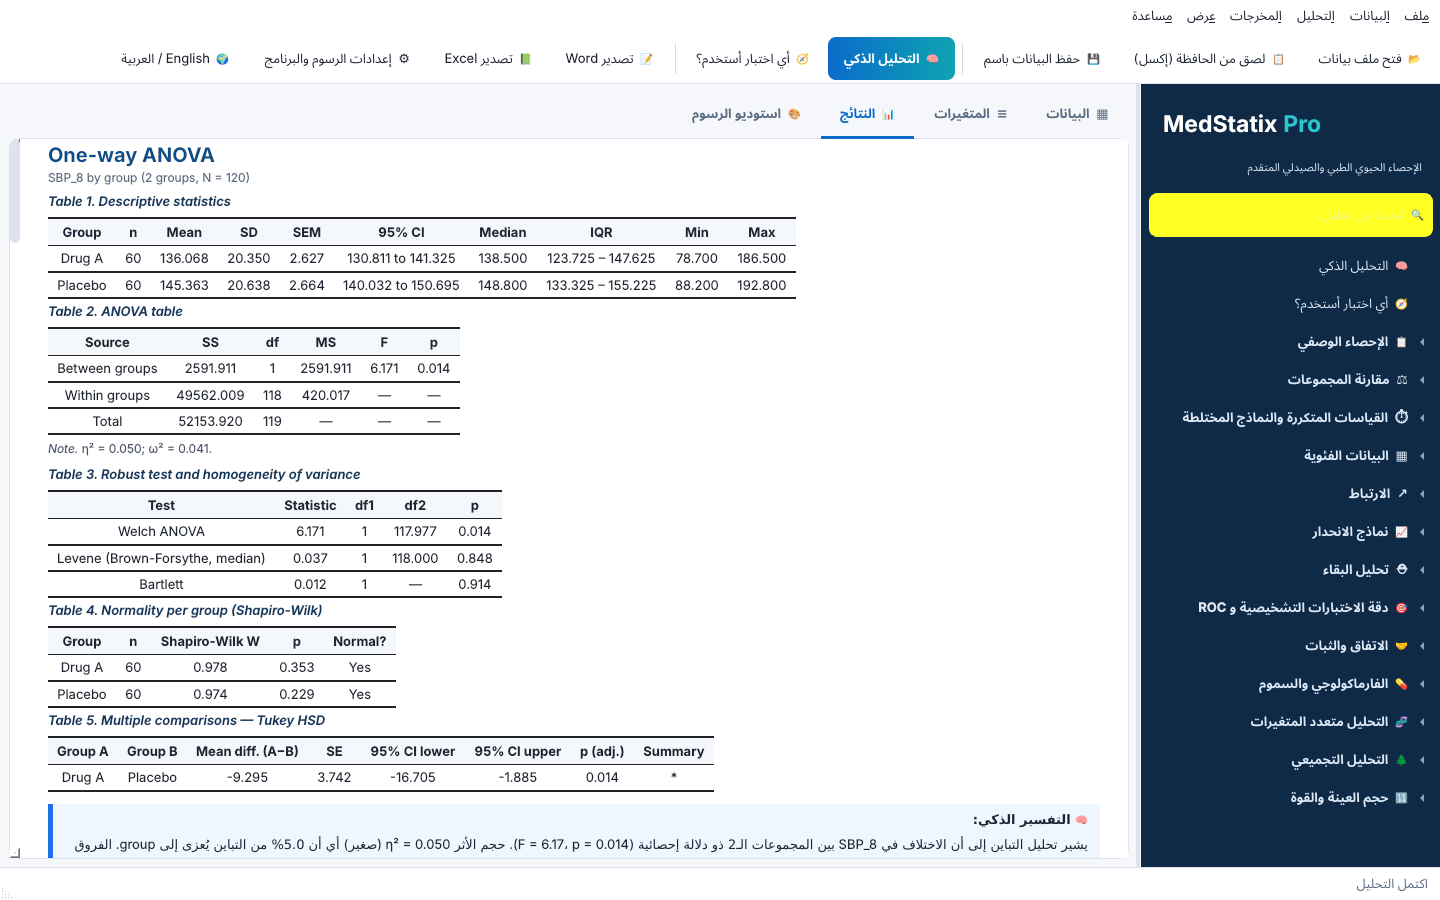 ملف البيانات التحليل المخرجات عرض مساعدة
📂 فتح ملف بيانات 📋 لصق من الحافظة (إكسل) 💾 حفظ البيانات باسم 🧠 التحليل الذكي 🧭 أي اختبار أستخدم؟ 📝 تصدير Word 📗 تصدير Excel ⚙ إعدادات الرسوم والبرنامج 🌍 العربية / English
MedStatix Pro
الإحصاء الحيوي الطبي والصيدلي المتقدم
🧠 التحليل الذكي
🧭 أي اختبار أستخدم؟
📋 الإحصاء الوصفي
⚖ مقارنة المجموعات
⏱ القياسات المتكررة والنماذج المختلطة
▦ البيانات الفئوية
↗ الارتباط
📈 نماذج الانحدار
⛑ تحليل البقاء
🎯 دقة الاختبارات التشخيصية و ROC
🤝 الاتفاق والثبات
💊 الفارماكولوجي والسموم
🧬 التحليل متعدد المتغيرات
🌲 التحليل التجميعي
🔢 حجم العينة والقوة
▦ البيانات ≡ المتغيرات 📊 النتائج 🎨 استوديو الرسوم
One-way ANOVA
SBP_8 by group (2 groups, N = 120)
Table 1. Descriptive statistics
Group n Mean SD SEM 95% CI Median IQR Min Max
Drug A 60 136.068 20.350 2.627 130.811 to 141.325 138.500 123.725 – 147.625 78.700 186.500
Placebo 60 145.363 20.638 2.664 140.032 to 150.695 148.800 133.325 – 155.225 88.200 192.800
Table 2. ANOVA table
Source SS df MS F p
Between groups 2591.911 1 2591.911 6.171 0.014
Within groups 49562.009 118 420.017 — —
Total 52153.920 119 — — —
Note. η² = 0.050; ω² = 0.041.
Table 3. Robust test and homogeneity of variance
Test Statistic df1 df2 p
Welch ANOVA 6.171 1 117.977 0.014
Levene (Brown-Forsythe, median) 0.037 1 118.000 0.848
Bartlett 0.012 1 — 0.914
Table 4. Normality per group (Shapiro-Wilk)
Group n Shapiro-Wilk W p Normal?
Drug A 60 0.978 0.353 Yes
Placebo 60 0.974 0.229 Yes
Table 5. Multiple comparisons — Tukey HSD
Group A Group B Mean diff. (A−B) SE 95% CI lower 95% CI upper p (adj.) Summary
Drug A Placebo -9.295 3.742 -16.705 -1.885 0.014 *
🧠 التفسير الذكي:
يشير تحليل التباين إلى أن الاختلاف في SBP_8 بين المجموعات الـ2 ذو دلالة إحصائية (F = 6.17، p = 0.014). حجم الأثر η² = 0.050 (صغير) أي أن 5.0% من التباين يُعزى إلى group. الفروق
اكتمل التحليل